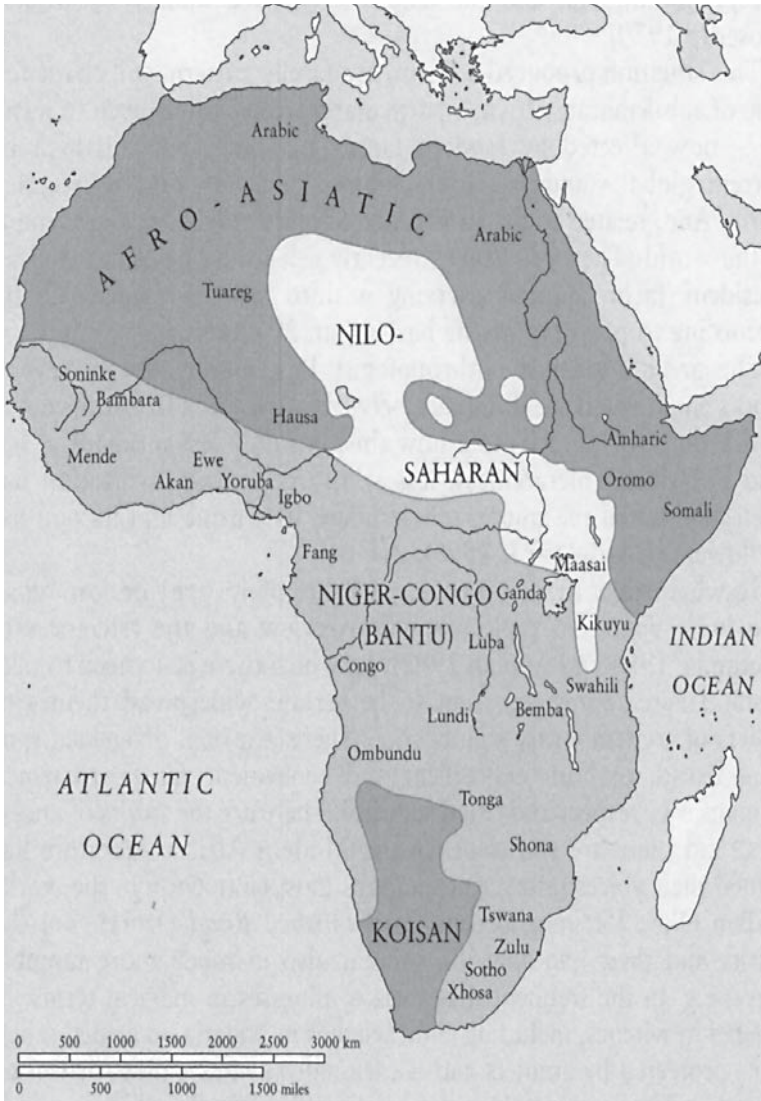 Arabic
AFRO-ASIATIC
Arabic
Tuareg
NILO-
Soninke
Bambara
Hausa
Amharic
Mende
Ewe
SAHARAN
Oromo
Akan
Yoruba
Igbo
Somali
Fang
Maasai
NIGER-CONGO
Ganda
(BANTU)
Luba
Kikuyu
INDIAN
OCEAN
Congo
Swahili
Lundi
Bemba
Ombundu
ATLANTIC
OCEAN
Tonga
Shona
Tswana
KOISAN
Zulu
Sotho
Xhosa
0 500 1000 1500 2000 2500 3000 km
0 500 1000 1500 miles